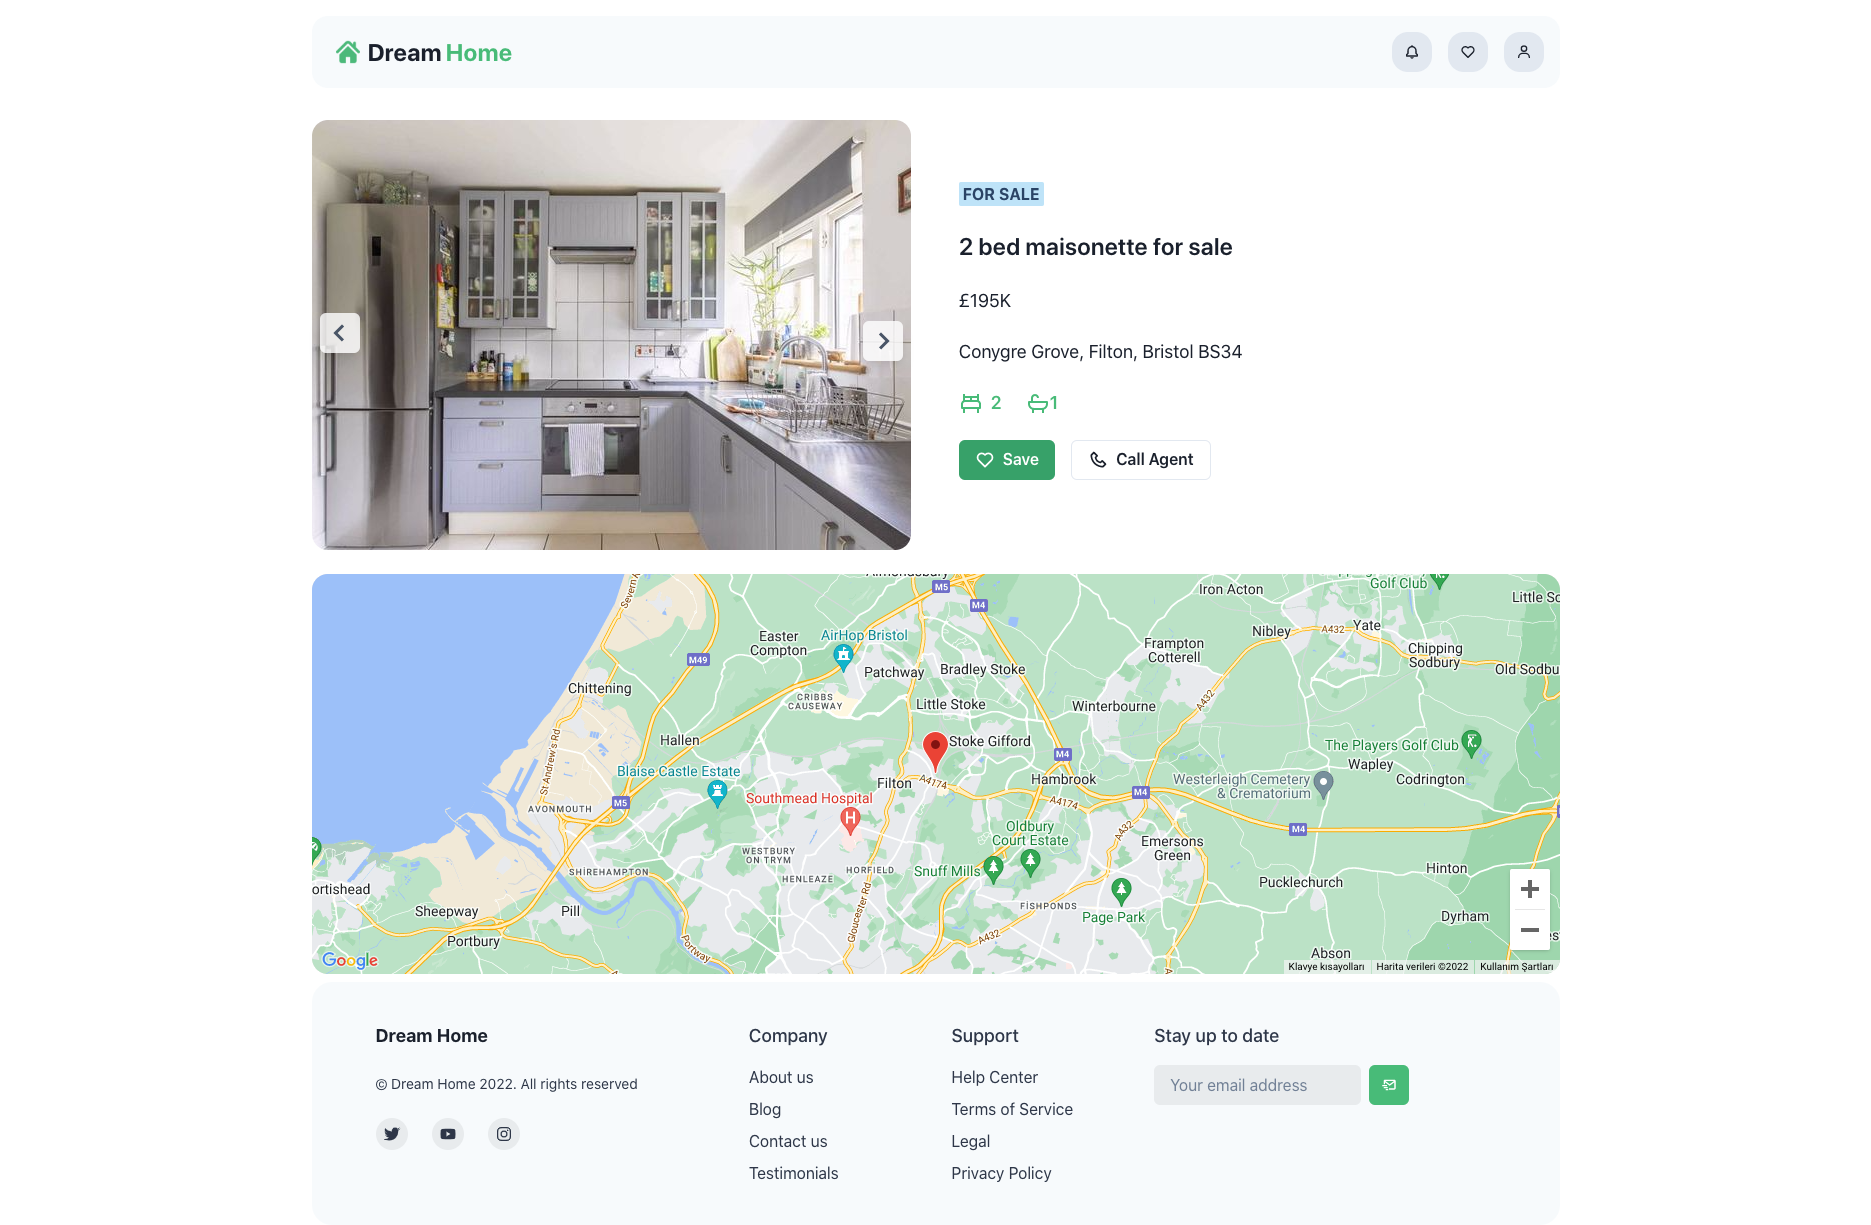 Dream Home
FOR SALE
2 bed maisonette for sale
£195K
Conygre Grove, Filton, Bristol BS34
2 1
Save Call Agent
Almondsbury
M5
M4
Golf Club
Iron Acton
Little So
Easter
Compton
AirHop Bristol
Nibley
A432
Yate
Frampton
Cotterell
Chipping
Sodbury
M49
Patchway
Bradley Stoke
Old Sodbu
Chittening
CRIBBS
CAUSEWAY
Little Stoke
Winterbourne
A432
Severn
St Andrew's Rd
Hallen
Stoke Gifford
M4
The Players Golf Club
Wapley
Codrington
Blaise Castle Estate
Filton
A4174
Hambrook
Westerleigh Cemetery
& Crematorium
M5
AVONMOUTH
Southmead Hospital
H
A4174
M4
A432
M4
Oldbury
Court Estate
Emersons
Green
WESTBURY
ON TRYM
HORFIELD
HENLEAZE
Snuff Mills
SHIREHAMPTON
Hinton
Pucklechurch
ortishead
Sheepway
Pill
Gloucester Rd
FISHPONDS
Page Park
Dyrham
Portbury
Portway
A432
Abson
Google
Klavye kısayolları Harita verileri ©2022 Kullanım Şartları
Dream Home
© Dream Home 2022. All rights reserved
Company
About us
Blog
Contact us
Testimonials
Support
Help Center
Terms of Service
Legal
Privacy Policy
Stay up to date
Your email address